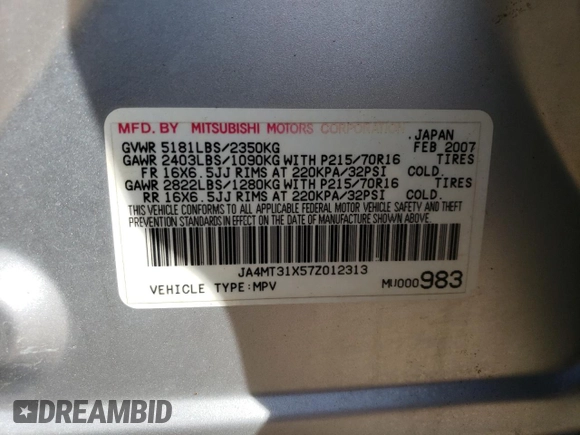 MFD. BY MITSUBISHI MOTORS CORPORATION, JAPAN
GVWR 5181LBS/2350KG FEB 2007
GAWR 2403LBS/1090KG WITH P215/70R16 TIRES
FR 16X6.5JJ RIMS AT 220KPA/32PSI COLD.
GAWR 2822LBS/1280KG WITH P215/70R16 TIRES
RR 16X6.5JJ RIMS AT 220KPA/32PSI COLD.
THIS VEHICLE CONFORMS TO ALL APPLICABLE FEDERAL MOTOR VEHICLE SAFETY AND THEFT
PREVENTION STANDARDS IN EFFECT ON THE DATE OF MANUFACTURE SHOWN ABOVE.
JA4MT31X57Z012313
VEHICLE TYPE:MPV MU000983
DREAMBID